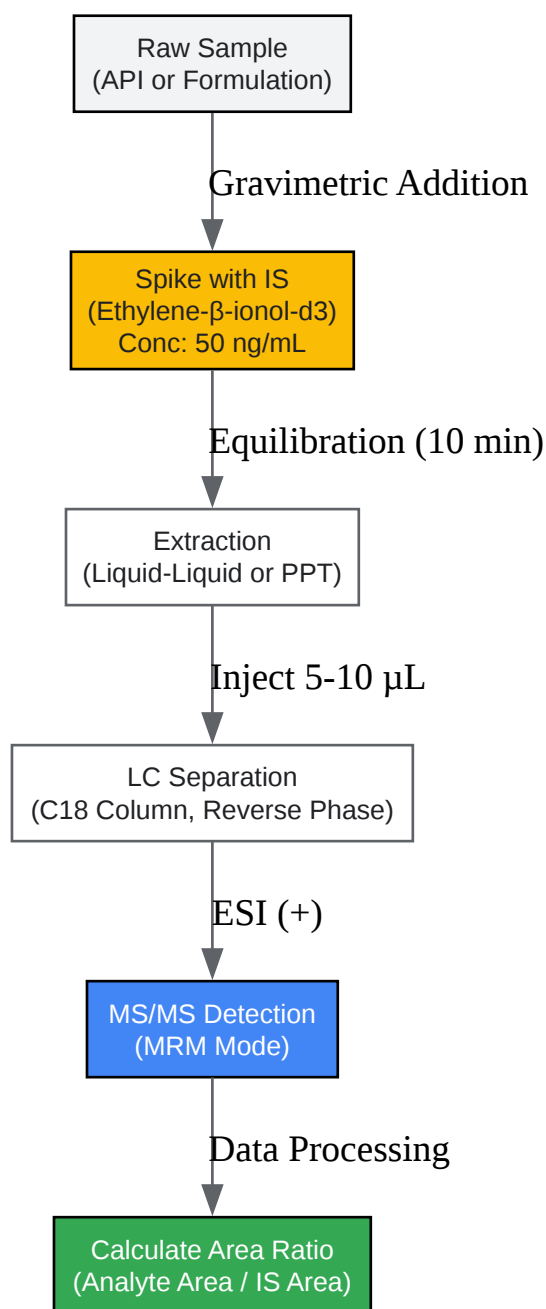 Raw Sample
(API or Formulation)
Gravimetric Addition
Spike with IS
(Ethylene-β-ionol-d3)
Conc: 50 ng/mL
Equilibration (10 min)
Extraction
(Liquid-Liquid or PPT)
Inject 5-10 µL
LC Separation
(C18 Column, Reverse Phase)
ESI (+)
MS/MS Detection
(MRM Mode)
Data Processing
Calculate Area Ratio
(Analyte Area / IS Area)